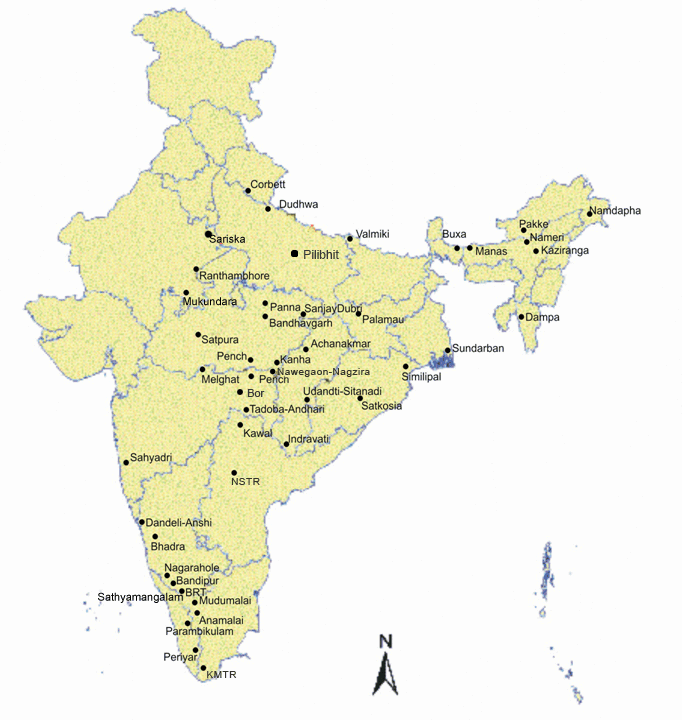 Corbett
Dudhwa
Namdapha
Pakke
Buxa
Valmiki
Nameri
Sariska
Manas
Kaziranga
Pilibhit
Ranthambhore
Mukundara
Panna
SanjayDubri
Bandhavgarh
Palamau
Dampa
Satpura
Achanakmar
Sundarban
Pench
Kanha
Nawegaon-Nagzira
Melghat
Pench
Similipal
Bor
Udandti-Sitanadi
Satkosia
Tadoba-Andhari
Kawal
Indravati
Sahyadri
NSTR
Dandeli-Anshi
Bhadra
Nagarahole
Bandipur
BRT
Sathyamangalam
Mudumalai
Anamalai
Parambikulam
N
Periyar
KMTR